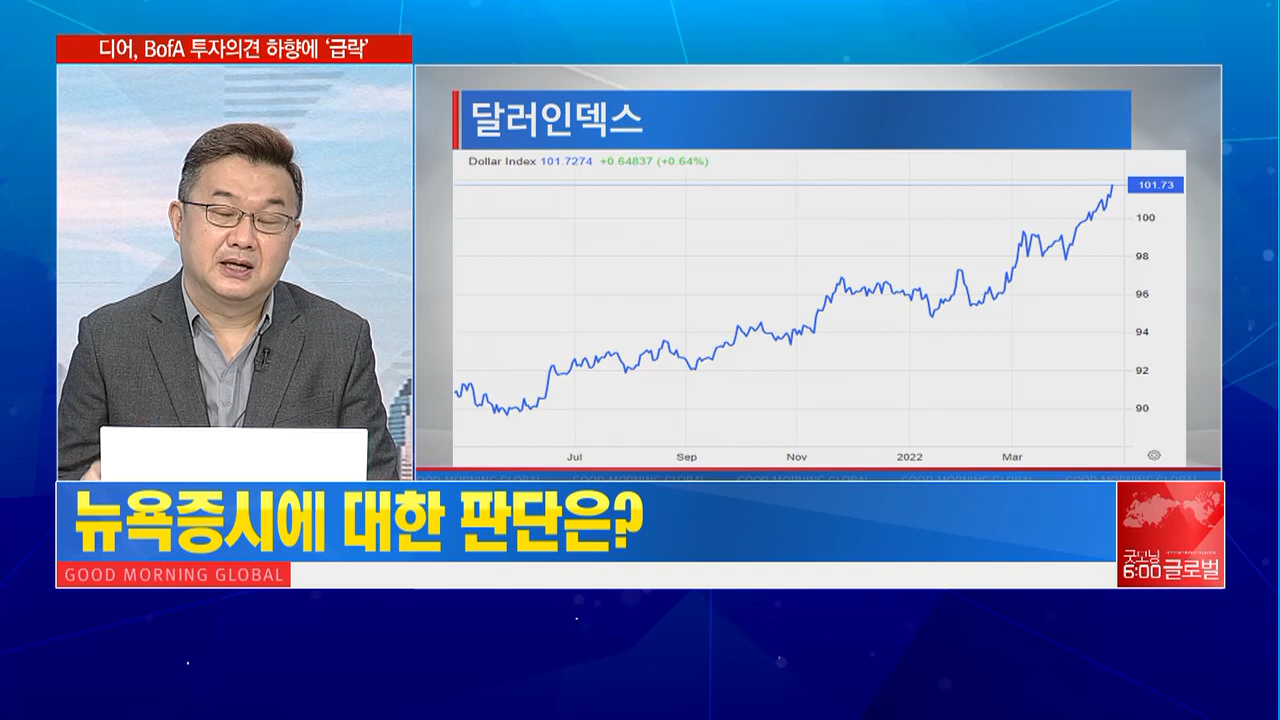 디어, BofA 투자의견 하향에 ‘급락’
달러인덱스
Dollar Index 101.7274 +0.64837 (+0.64%)
101.73
100
98
96
94
92
90
Jul Sep Nov 2022 Mar
뉴욕증시에 대한 판단은?
GOOD MORNING GLOBAL
굿모닝
6:00 글로벌